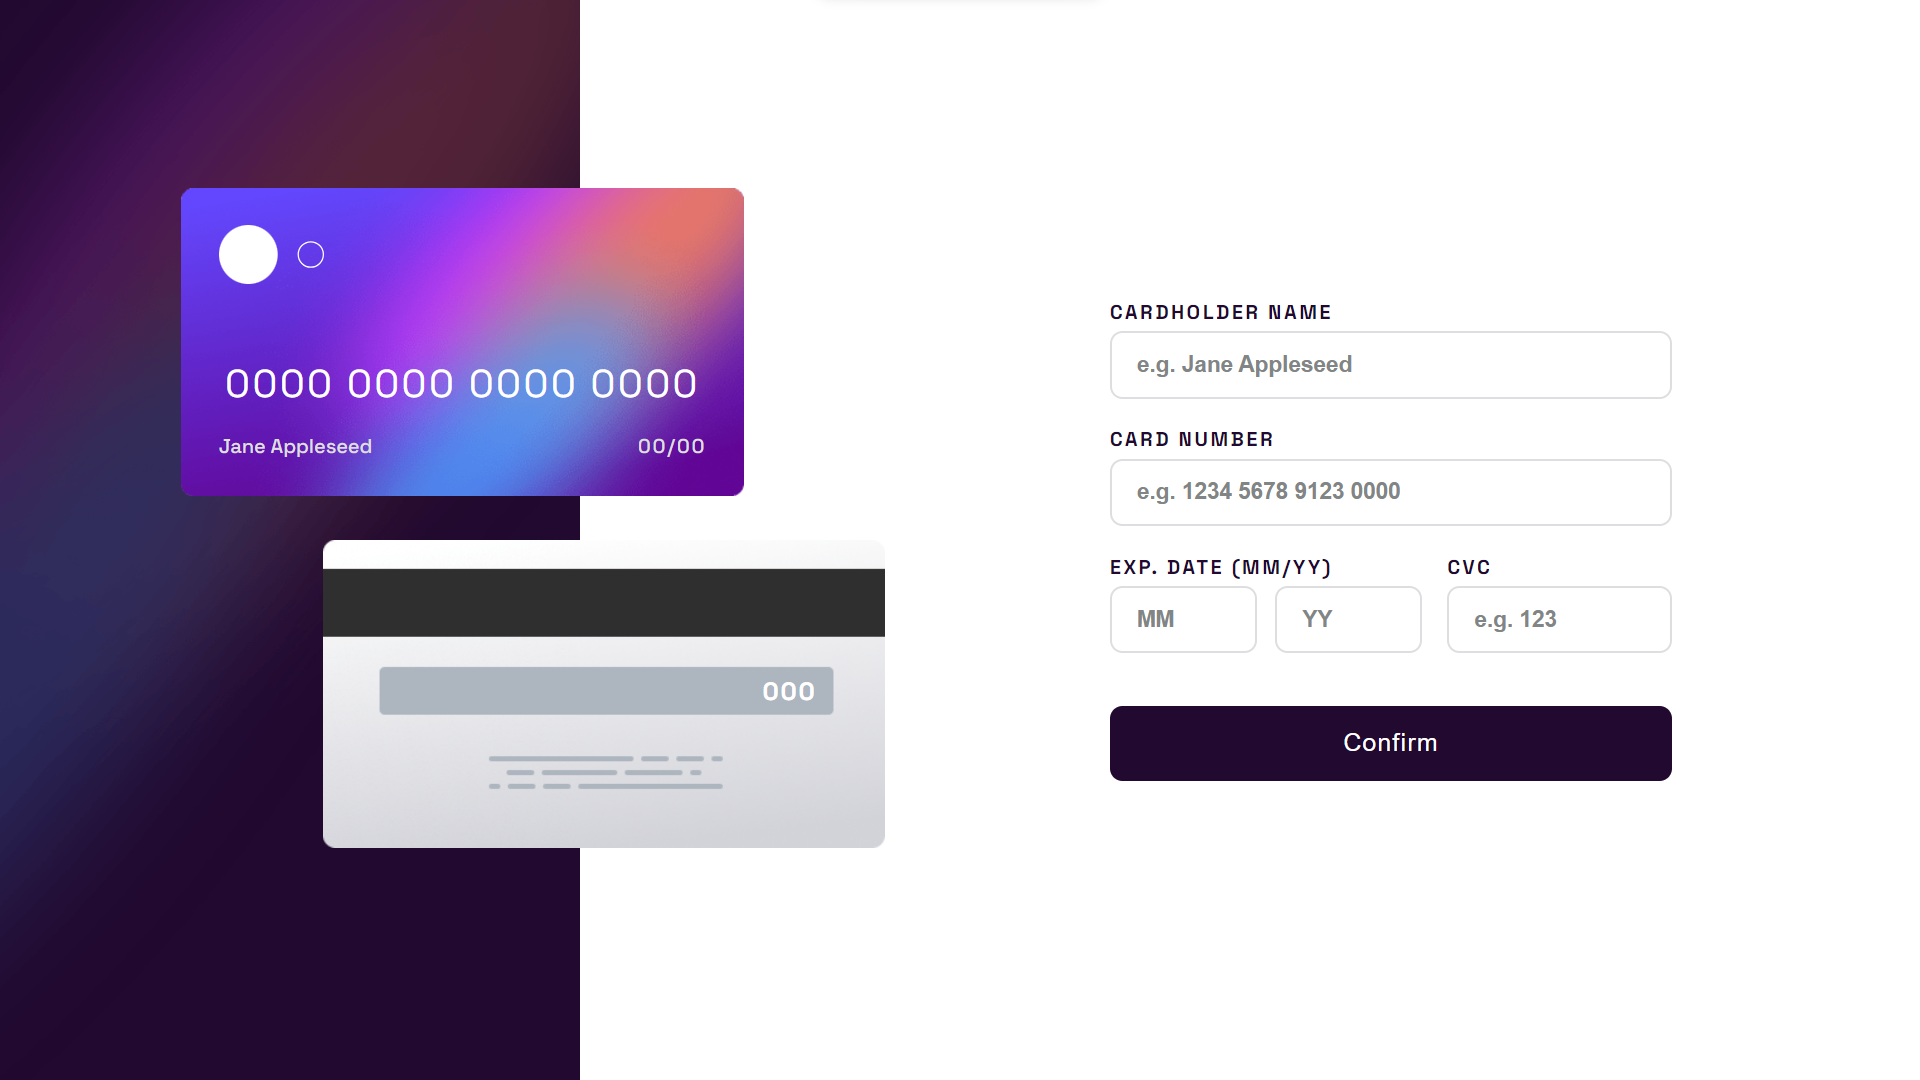 0000 0000 0000 0000
Jane Appleseed 00/00
000
CARDHOLDER NAME
e.g. Jane Appleseed
CARD NUMBER
e.g. 1234 5678 9123 0000
EXP. DATE (MM/YY) CVC
MM YY e.g. 123
Confirm